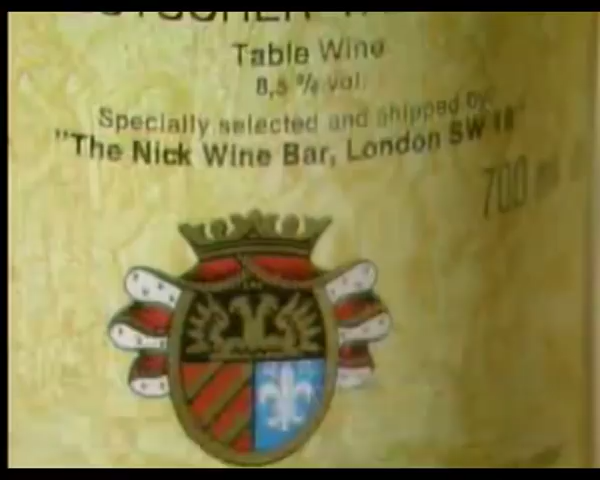 Table Wine
8,5 % vol.
Specially selected and shipped by:
"The Nick Wine Bar, London SW 18"
700 ml